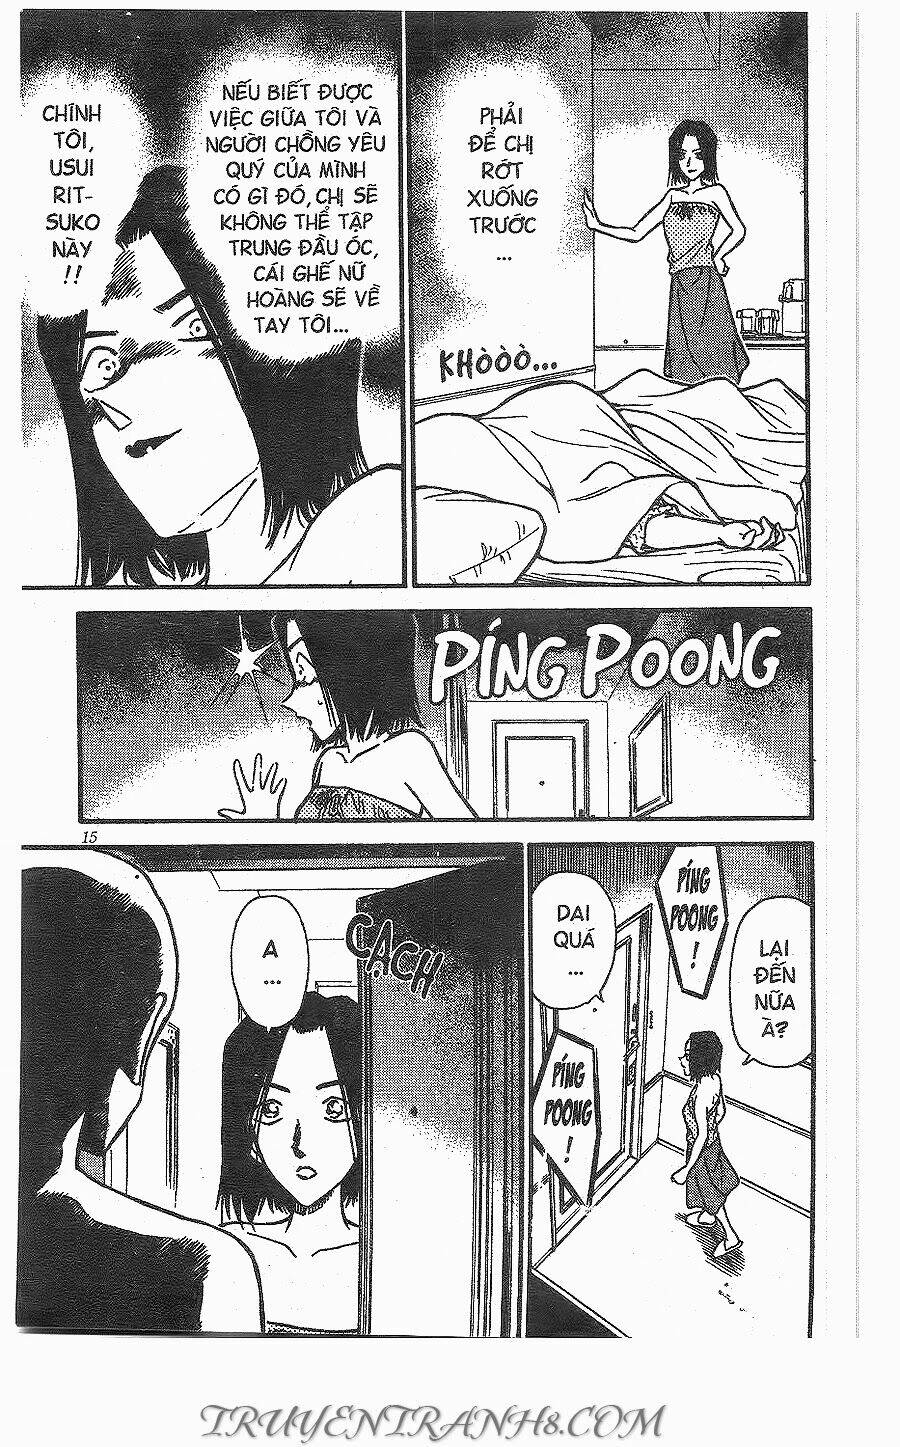 PHẢI
ĐỂ CHỊ
RỚT
XUỐNG
TRƯỚC
...
KHÒÒÒ...
NẾU BIẾT ĐƯỢC
VIỆC GIỮA TÔI VÀ
NGƯỜI CHỒNG YÊU
QUÝ CỦA MÌNH
CÓ GÌ ĐÓ, CHỊ SẼ
KHÔNG THỂ TẬP
TRUNG ĐẦU ÓC,
CÁI GHẾ NỮ
HOÀNG SẼ VỀ
TAY TÔI...
CHÍNH
TÔI,
USUI
RIT-
SUKO
NÀY
!!
PÍNG POONG
15
LẠI
ĐẾN
NỮA
À?
PÍNG
POONG
!
DAI
QUÁ
...
PÍNG
POONG
!
CẠCH
A
...
TRUYENTRANH8.COM